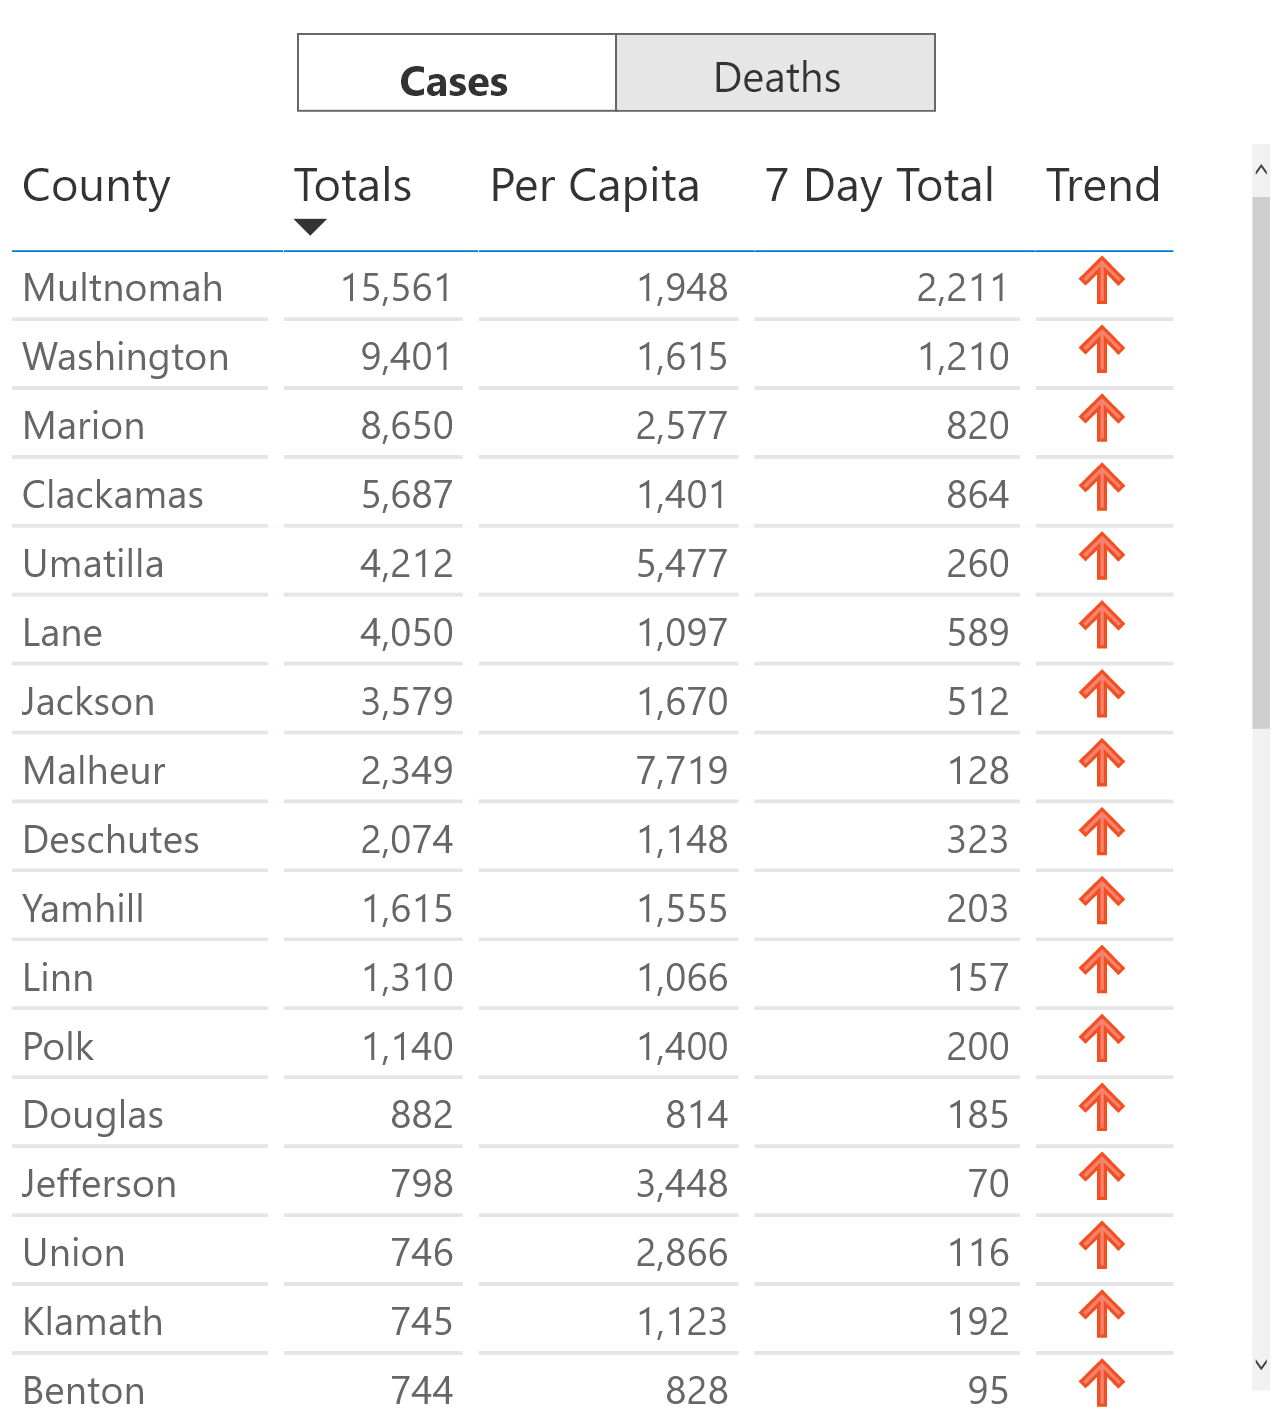 Cases Deaths
County Totals Per Capita 7 Day Total Trend
Multnomah 15,561 1,948 2,211
Washington 9,401 1,615 1,210
Marion 8,650 2,577 820
Clackamas 5,687 1,401 864
Umatilla 4,212 5,477 260
Lane 4,050 1,097 589
Jackson 3,579 1,670 512
Malheur 2,349 7,719 128
Deschutes 2,074 1,148 323
Yamhill 1,615 1,555 203
Linn 1,310 1,066 157
Polk 1,140 1,400 200
Douglas 882 814 185
Jefferson 798 3,448 70
Union 746 2,866 116
Klamath 745 1,123 192
Benton 744 828 95